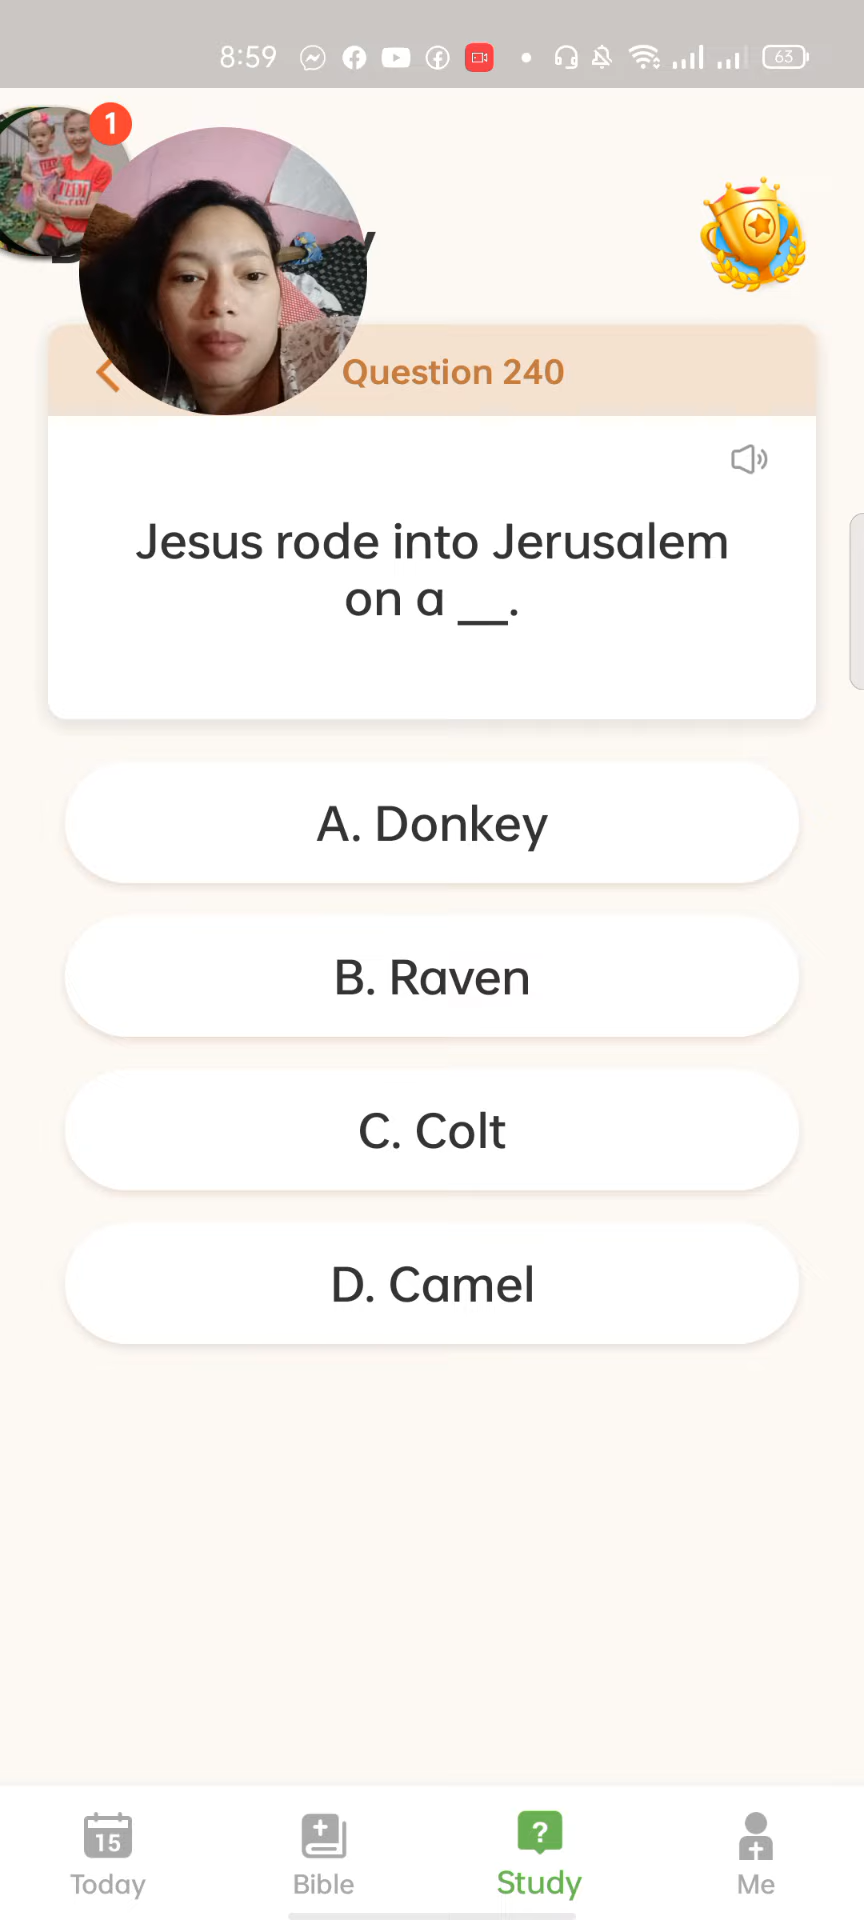 8:59
63
1
Question 240
Jesus rode into Jerusalem
on a __.
A. Donkey
B. Raven
C. Colt
D. Camel
15
?
Today
Bible
Study
Me